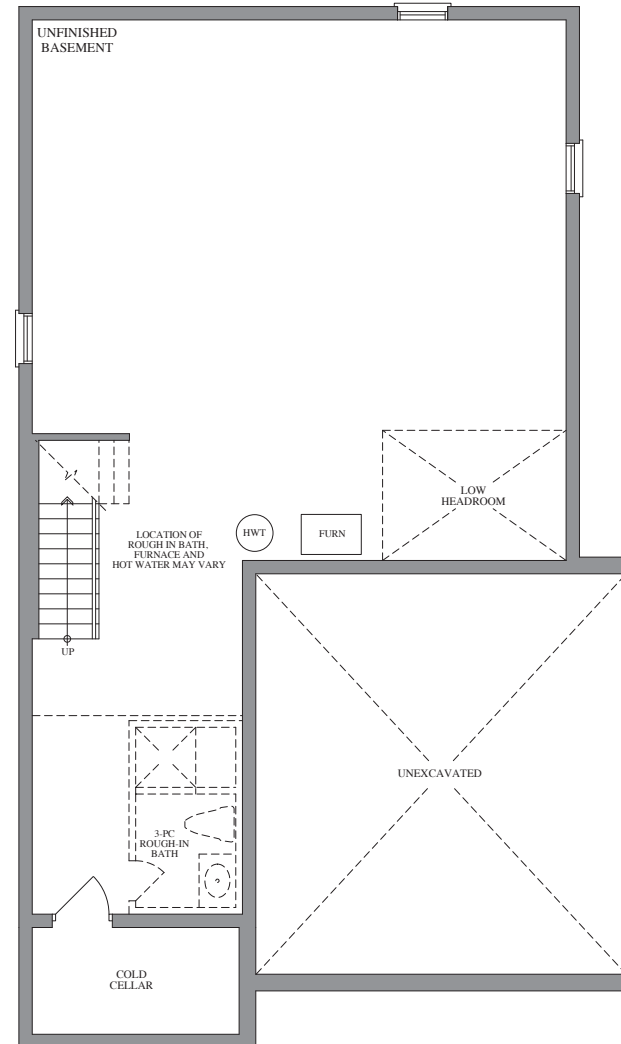 UNFINISHED
BASEMENT
LOW
HEADROOM
LOCATION OF
ROUGH IN BATH,
FURNACE AND
HOT WATER MAY VARY
HWT
FURN
UP
UNEXCAVATED
3-PC
ROUGH-IN
BATH
COLD
CELLAR